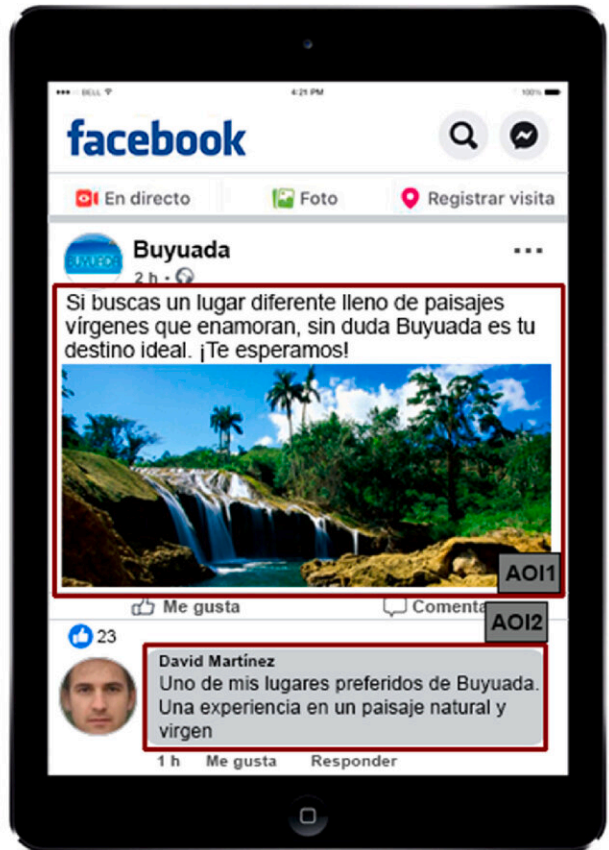 BELL 4:21 PM 100%
facebook
En directo Foto Registrar visita
Buyuada
2 h ·
Si buscas un lugar diferente lleno de paisajes
vírgenes que enamoran, sin duda Buyuada es tu
destino ideal. ¡Te esperamos!
AOI1
Me gusta Comenta
AOI2
23
David Martínez
Uno de mis lugares preferidos de Buyuada.
Una experiencia en un paisaje natural y
virgen
1 h Me gusta Responder